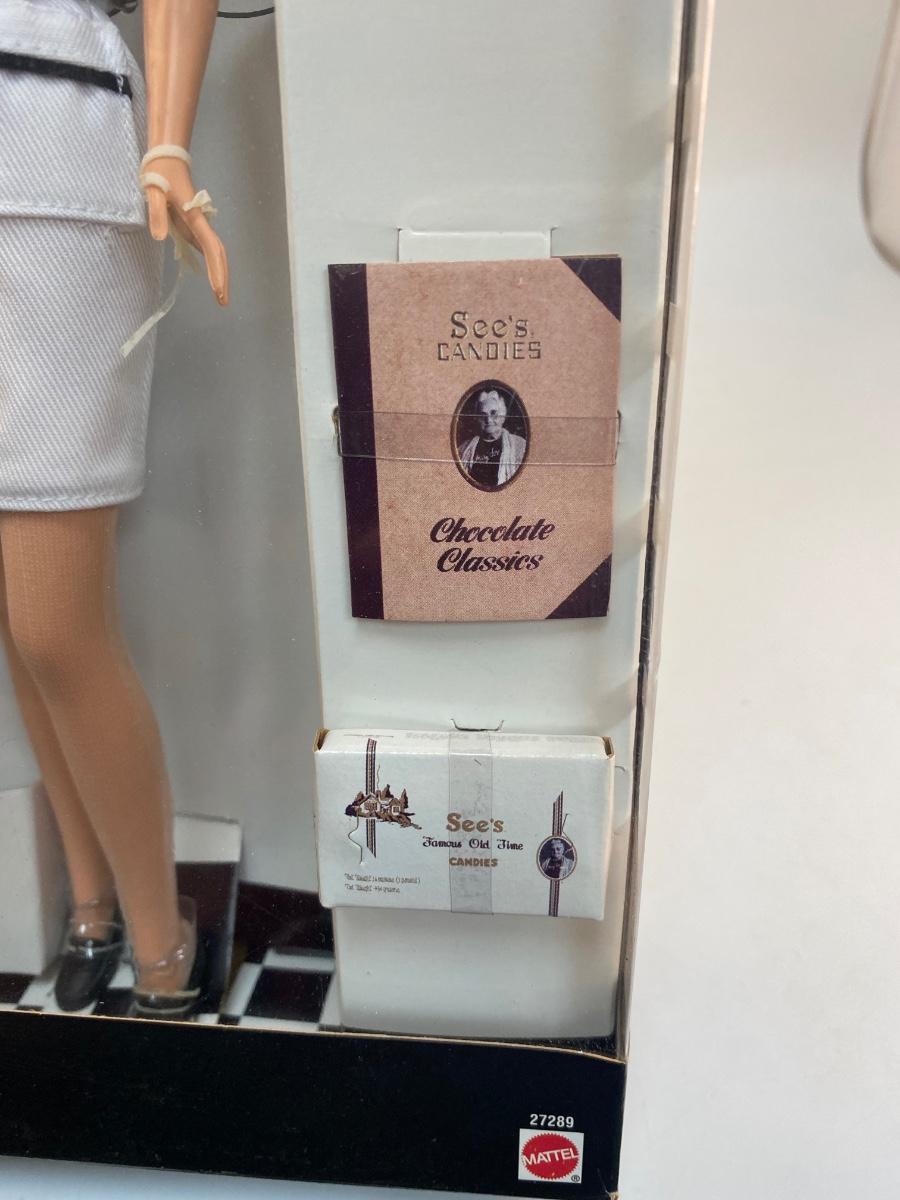 See's
CANDIES
Chocolate
Classics
See's
Famous Old Time
CANDIES
27289
MATTEL
®